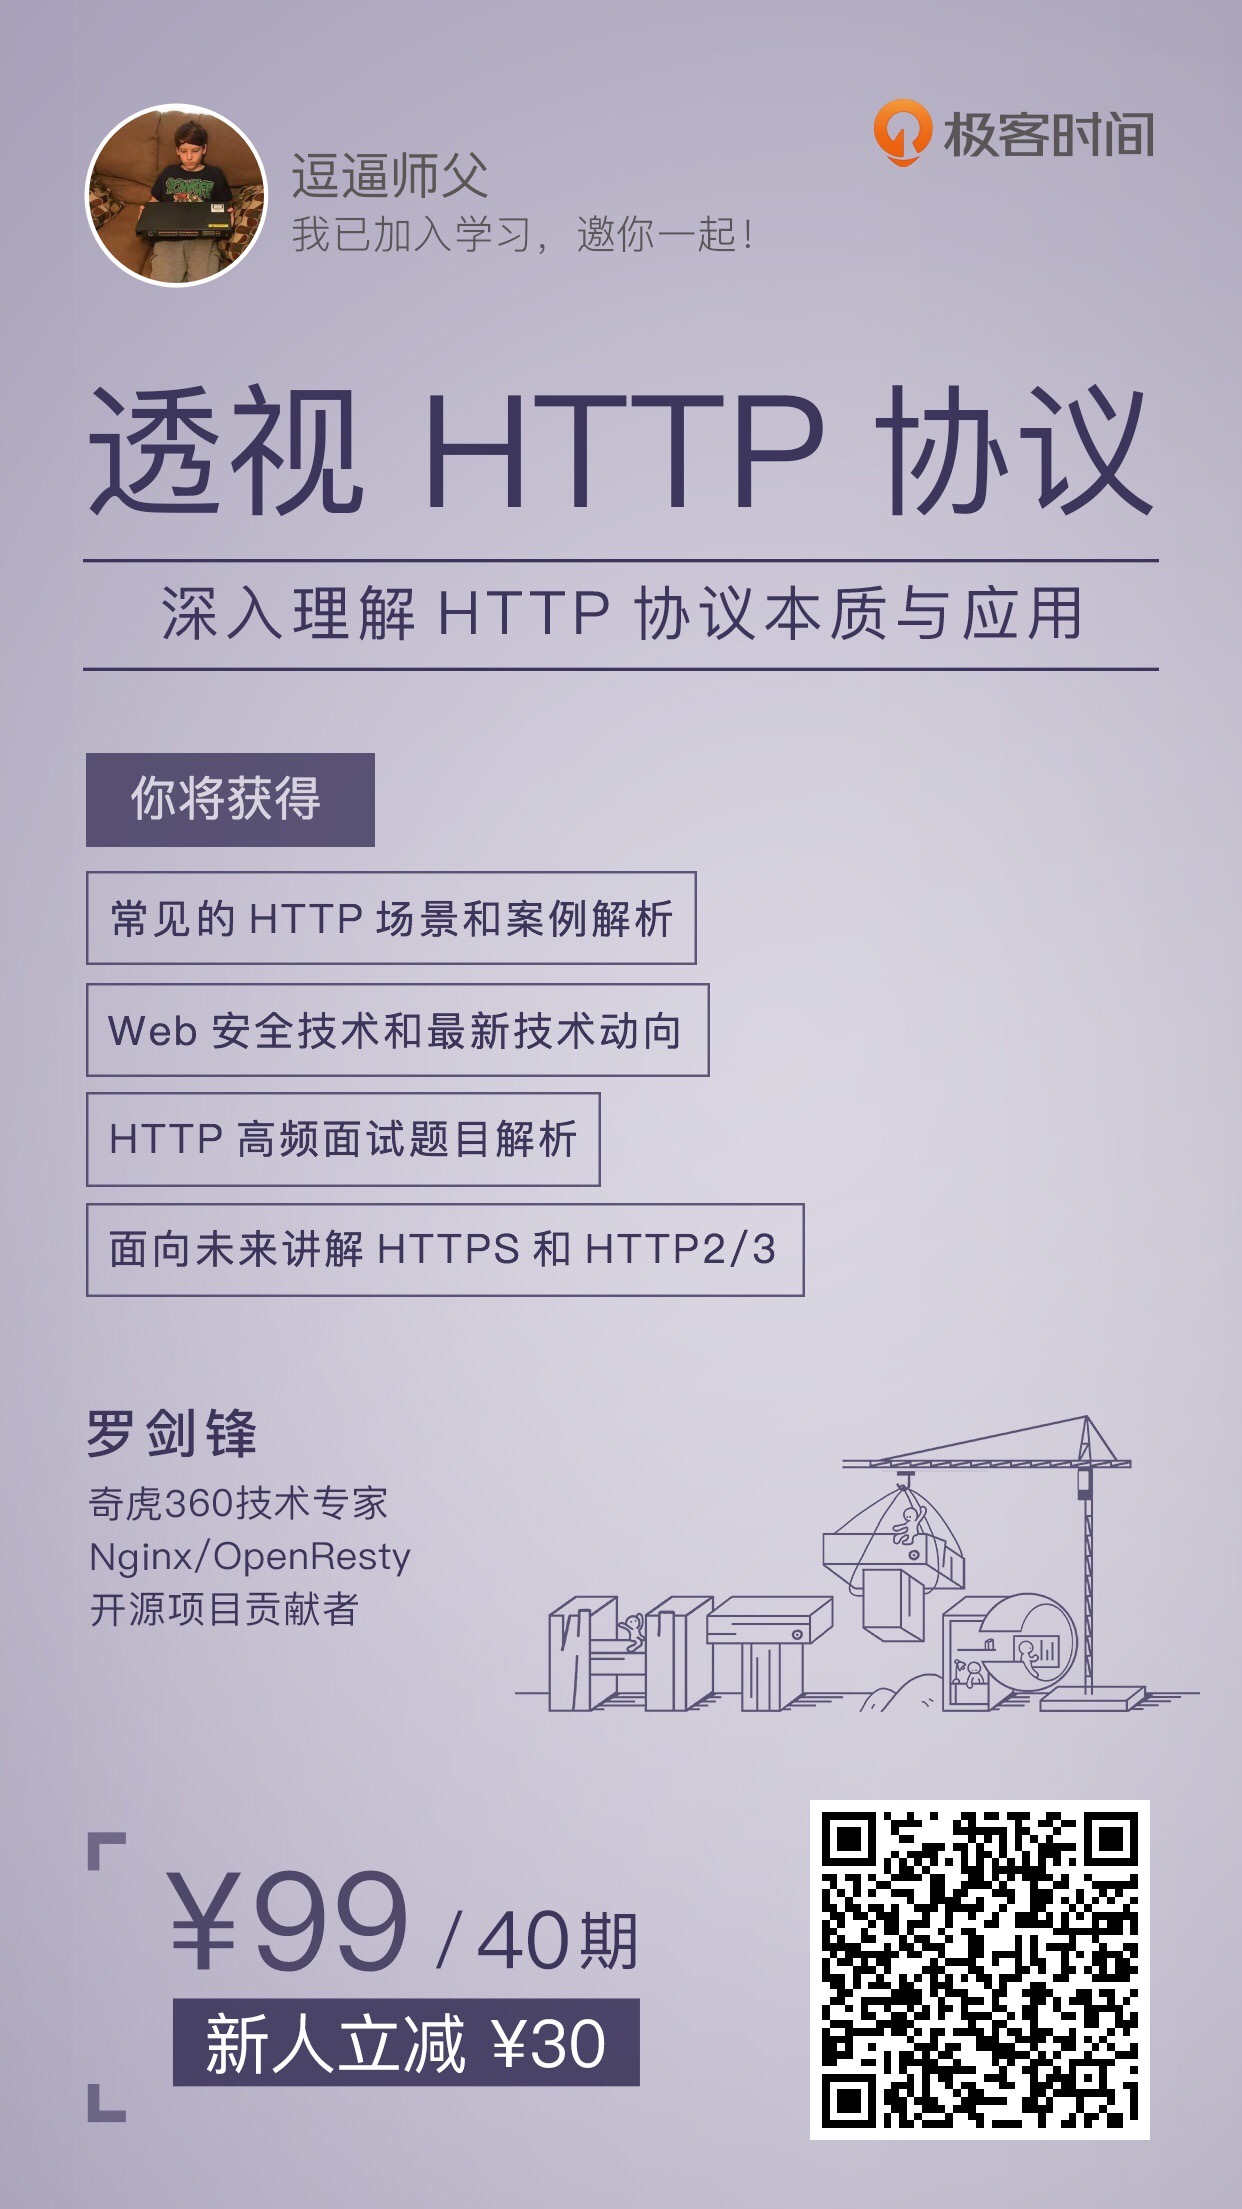 极客时间
逗逼师父
我已加入学习，邀你一起！
透视 HTTP 协议
深入理解 HTTP 协议本质与应用
你将获得
常见的 HTTP 场景和案例解析
Web 安全技术和最新技术动向
HTTP 高频面试题目解析
面向未来讲解 HTTPS 和 HTTP2/3
罗剑锋
奇虎360技术专家
Nginx/OpenResty
开源项目贡献者
¥99 / 40期
新人立减 ¥30